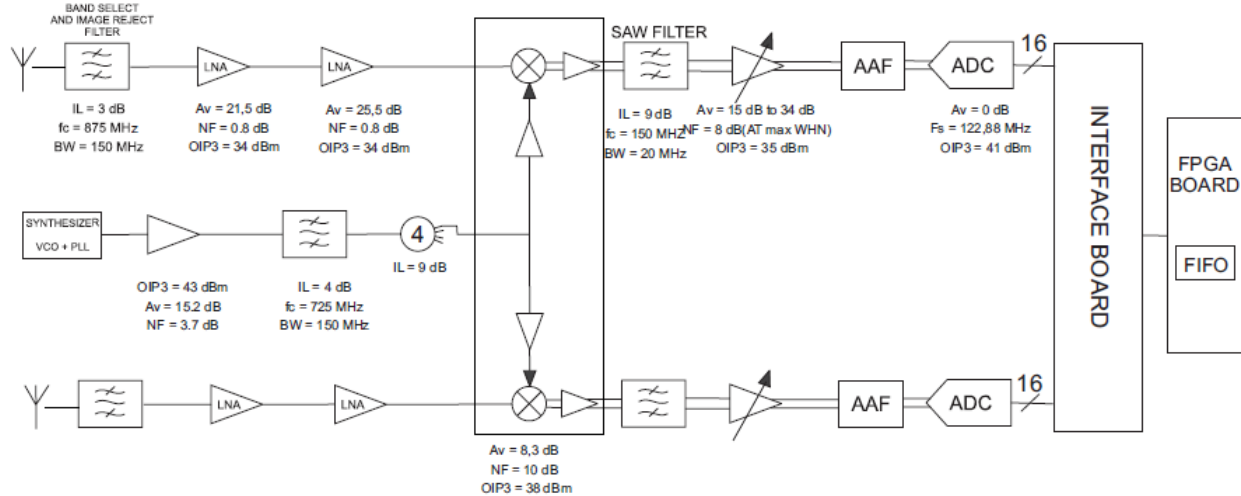 BAND SELECT
AND IMAGE REJECT
FILTER
IL = 3 dB
fc = 875 MHz
BW = 150 MHz
LNA
Av = 21,5 dB
NF = 0.8 dB
OIP3 = 34 dBm
LNA
Av = 25,5 dB
NF = 0.8 dB
OIP3 = 34 dBm
SAW FILTER
IL = 9 dB
fc = 150 MHz
BW = 20 MHz
Av = 15 dB to 34 dB
NF = 8 dB(AT max WHN)
OIP3 = 35 dBm
AAF
ADC
16
Av = 0 dB
Fs = 122,88 MHz
OIP3 = 41 dBm
INTERFACE BOARD
FPGA
BOARD
FIFO
SYNTHESIZER
VCO + PLL
OIP3 = 43 dBm
Av = 15.2 dB
NF = 3.7 dB
IL = 4 dB
fc = 725 MHz
BW = 150 MHz
4
IL = 9 dB
LNA
LNA
Av = 8,3 dB
NF = 10 dB
OIP3 = 38 dBm
AAF
ADC
16